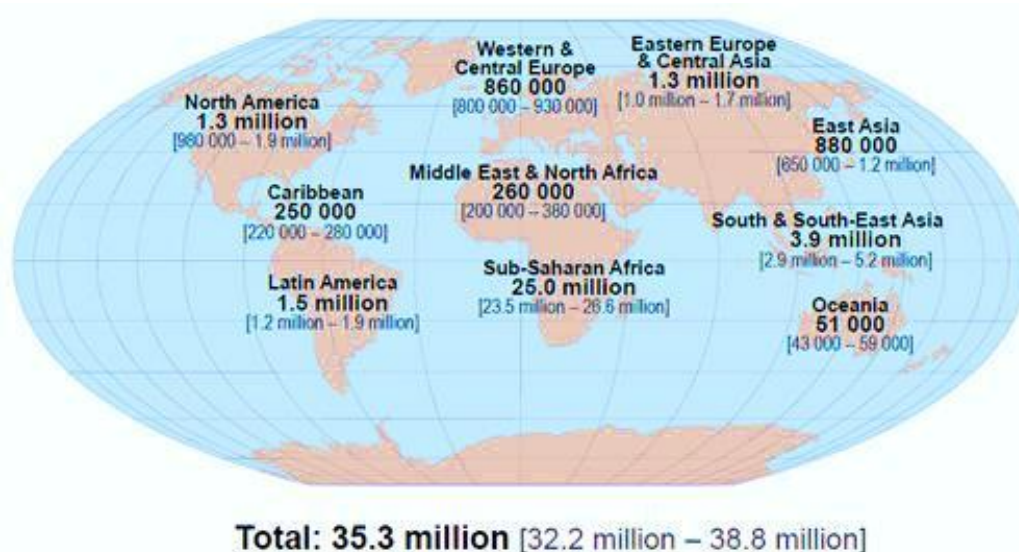 Western &
Central Europe
860 000
[800 000 – 930 000]
Eastern Europe
& Central Asia
1.3 million
[1.0 million – 1.7 million]
North America
1.3 million
[980 000 – 1.9 million]
East Asia
880 000
[650 000 – 1.2 million]
Middle East & North Africa
260 000
[200 000 – 380 000]
Caribbean
250 000
[220 000 – 280 000]
South & South-East Asia
3.9 million
[2.9 million – 5.2 million]
Sub-Saharan Africa
25.0 million
[23.5 million – 26.6 million]
Latin America
1.5 million
[1.2 million – 1.9 million]
Oceania
51 000
[43 000 – 59 000]
Total: 35.3 million [32.2 million – 38.8 million]